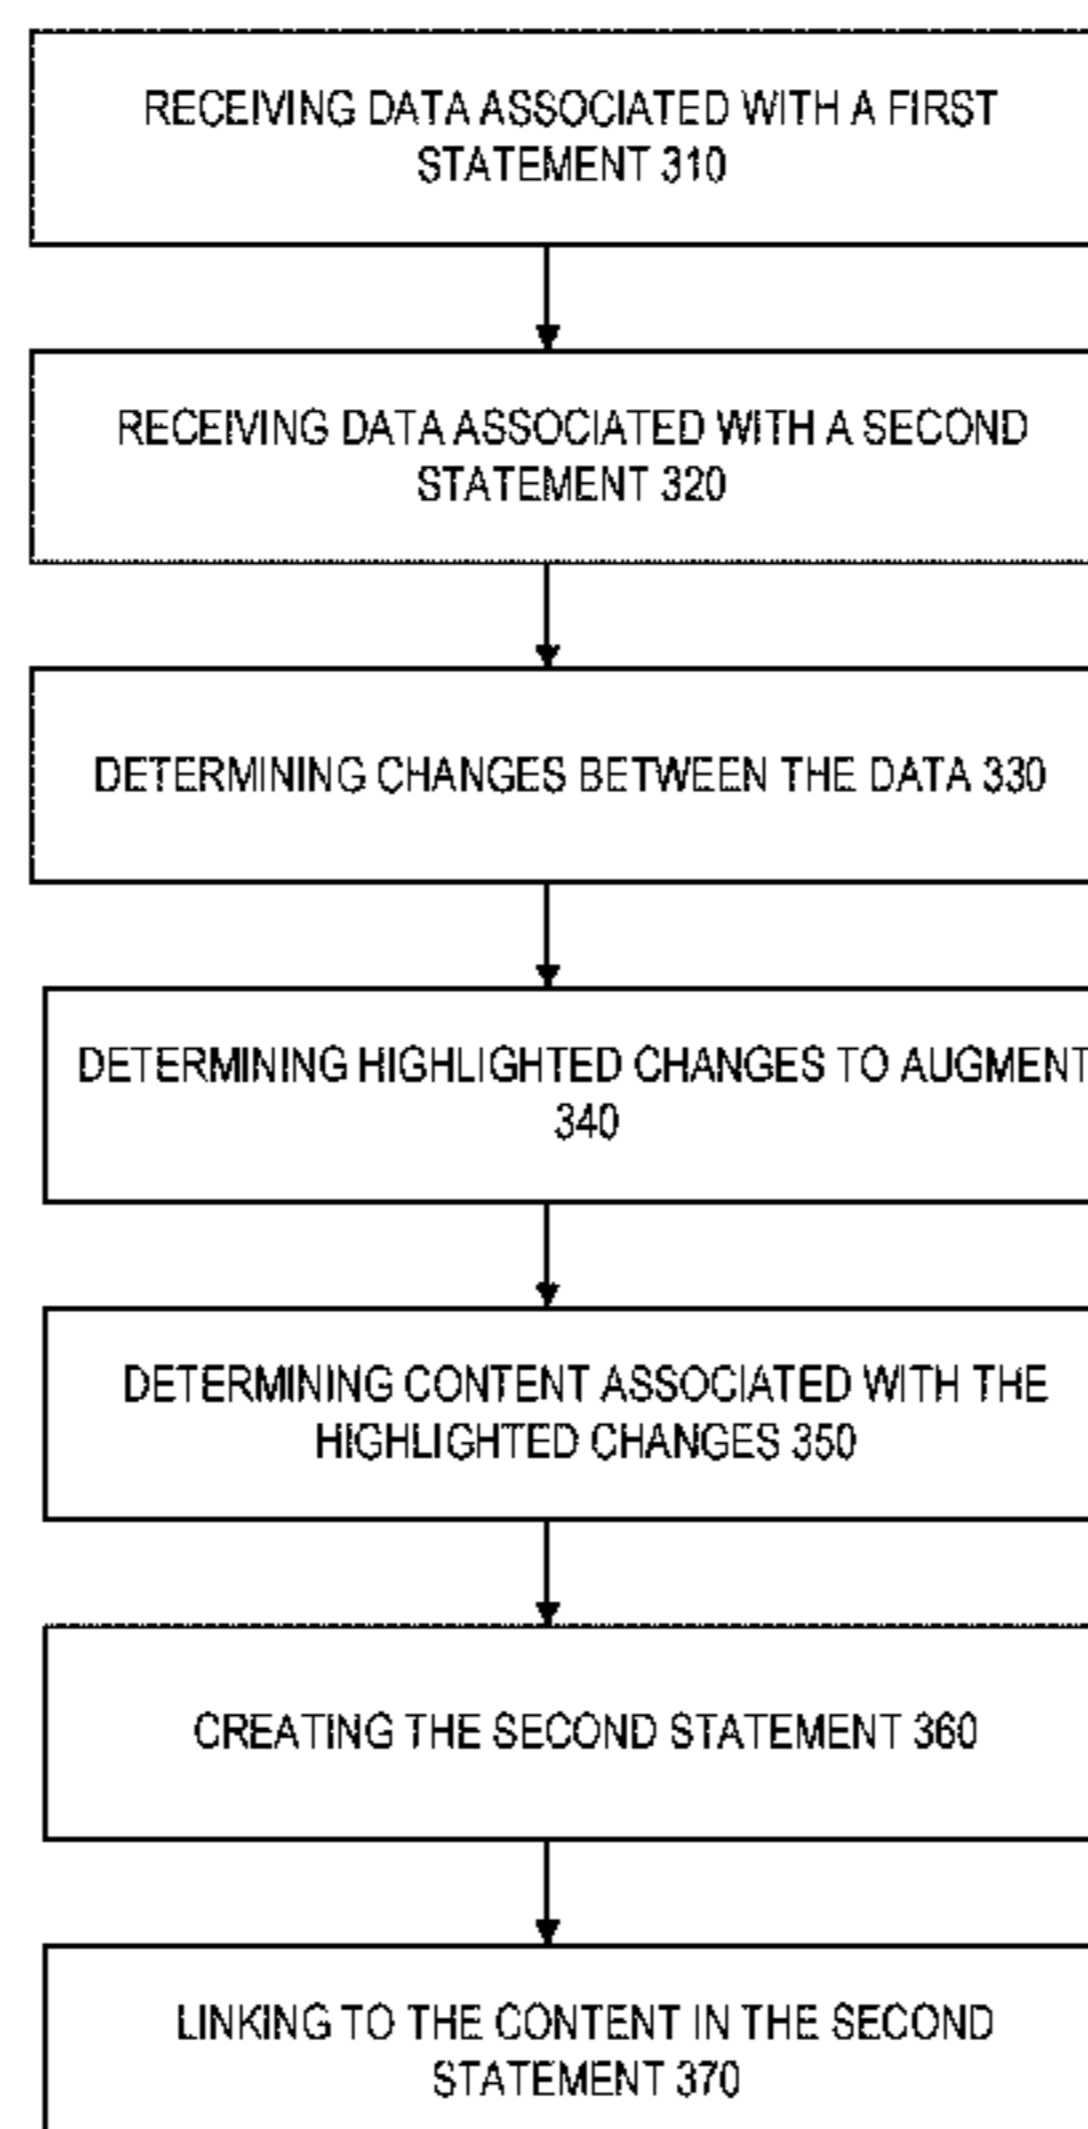 RECEIVING DATA ASSOCIATED WITH A FIRST
STATEMENT 310
RECEIVING DATA ASSOCIATED WITH A SECOND
STATEMENT 320
DETERMINING CHANGES BETWEEN THE DATA 330
DETERMINING HIGHLIGHTED CHANGES TO AUGMENT
340
DETERMINING CONTENT ASSOCIATED WITH THE
HIGHLIGHTED CHANGES 350
CREATING THE SECOND STATEMENT 360
LINKING TO THE CONTENT IN THE SECOND
STATEMENT 370